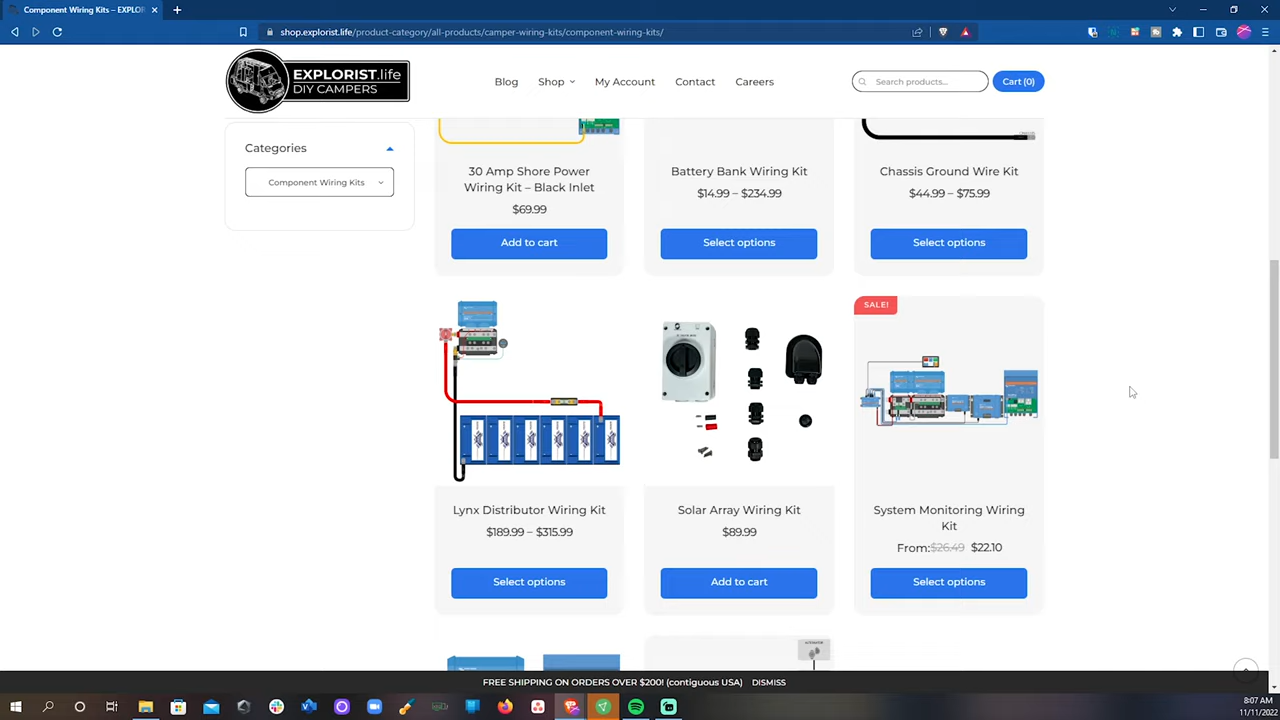 Component Wiring Kits – EXPLOR
shop.explorist.life/product-category/all-products/camper-wiring-kits/component-wiring-kits/
EXPLORIST.life
DIY CAMPERS
Blog
Shop
My Account
Contact
Careers
Search products...
Cart (0)
Categories
Component Wiring Kits
30 Amp Shore Power
Wiring Kit – Black Inlet
$69.99
Add to cart
Battery Bank Wiring Kit
$14.99 – $234.99
Select options
Chassis Ground Wire Kit
$44.99 – $75.99
Select options
Lynx Distributor Wiring Kit
$189.99 – $315.99
Select options
Solar Array Wiring Kit
$89.99
Add to cart
SALE!
System Monitoring Wiring
Kit
From: $26.49 $22.10
Select options
FREE SHIPPING ON ORDERS OVER $200! (contiguous USA) DISMISS
8:07 AM
11/11/2022